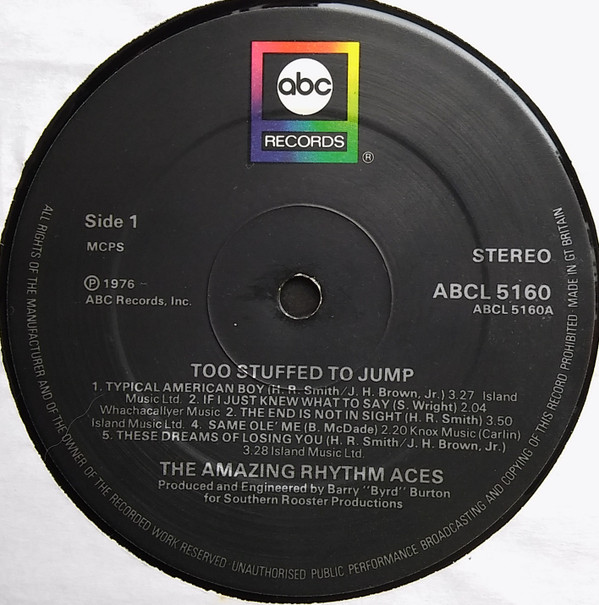 abc
RECORDS
®
Side 1
MCPS
STEREO
Ⓟ 1976
ABC Records, Inc.
ABCL 5160
ABCL 5160A
TOO STUFFED TO JUMP
1. TYPICAL AMERICAN BOY (H. R. Smith/J. H. Brown, Jr.) 3.27 Island
Music Ltd. 2. IF I JUST KNEW WHAT TO SAY (S. Wright) 2.04
Whachacallyer Music 2. THE END IS NOT IN SIGHT (H. R. Smith) 3.50
Island Music Ltd. 4. SAME OLE' ME (B. McDade) 2.20 Knox Music (Carlin)
5. THESE DREAMS OF LOSING YOU (H. R. Smith/J. H. Brown, Jr.)
3.28 Island Music Ltd.
THE AMAZING RHYTHM ACES
Produced and Engineered by Barry "Byrd" Burton
for Southern Rooster Productions
ALL RIGHTS OF THE MANUFACTURER AND OF THE OWNER OF THE RECORDED WORK RESERVED · UNAUTHORISED PUBLIC PERFORMANCE BROADCASTING AND COPYING OF THIS RECORD PROHIBITED · MADE IN GT BRITAIN